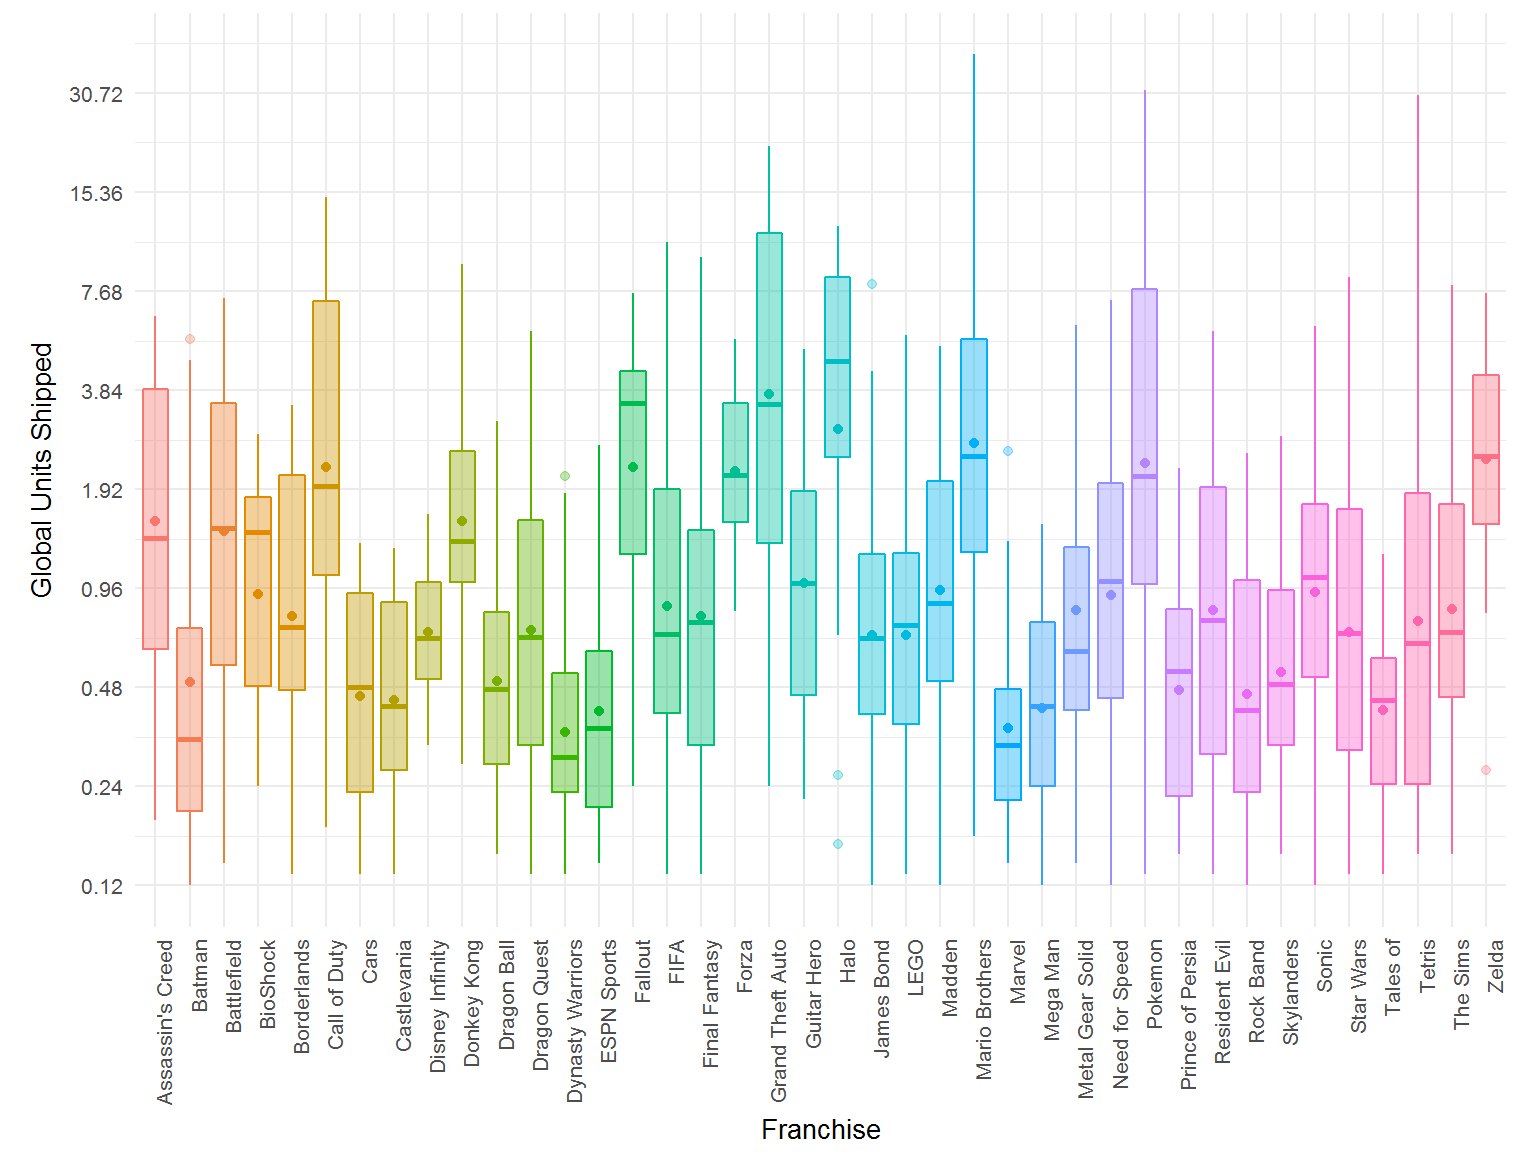 Global Units Shipped
30.72
15.36
7.68
3.84
1.92
0.96
0.48
0.24
0.12
Assassin's Creed
Batman
Battlefield
BioShock
Borderlands
Call of Duty
Cars
Castlevania
Disney Infinity
Donkey Kong
Dragon Ball
Dragon Quest
Dynasty Warriors
ESPN Sports
Fallout
FIFA
Final Fantasy
Forza
Grand Theft Auto
Guitar Hero
Halo
James Bond
LEGO
Madden
Mario Brothers
Marvel
Mega Man
Metal Gear Solid
Need for Speed
Pokemon
Prince of Persia
Resident Evil
Rock Band
Skylanders
Sonic
Star Wars
Tales of
Tetris
The Sims
Zelda
Franchise